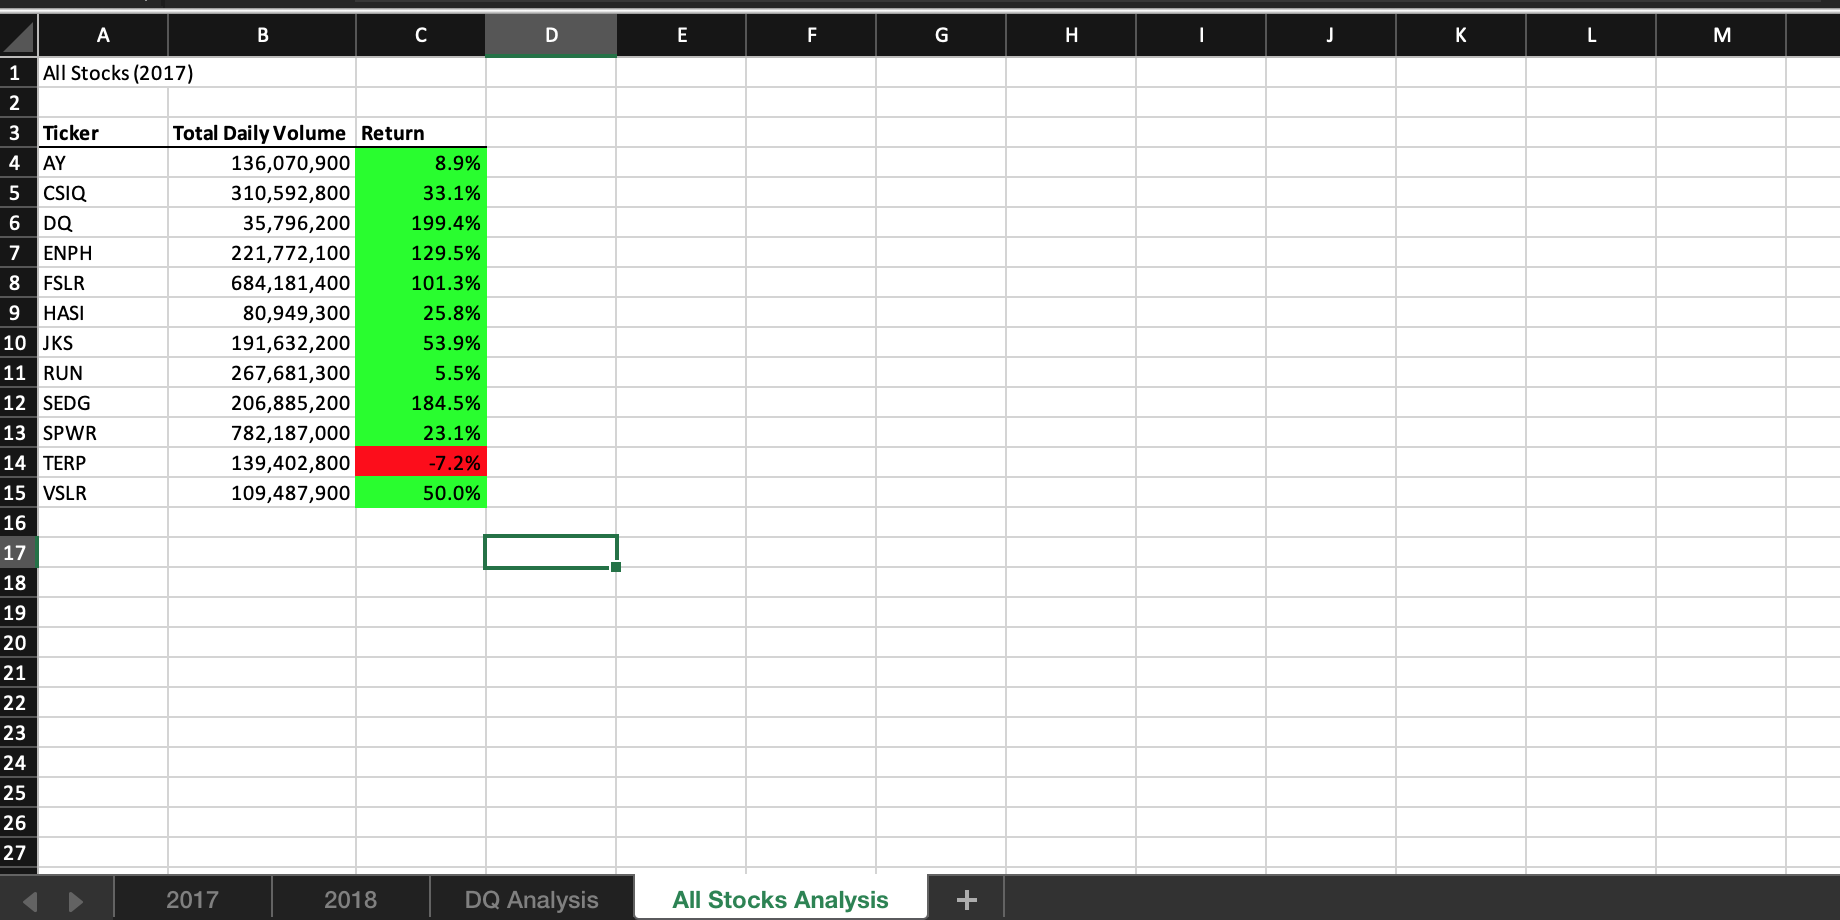 A B C D E F G H I J K L M
1 All Stocks (2017)
2
3 Ticker Total Daily Volume Return
4 AY 136,070,900 8.9%
5 CSIQ 310,592,800 33.1%
6 DQ 35,796,200 199.4%
7 ENPH 221,772,100 129.5%
8 FSLR 684,181,400 101.3%
9 HASI 80,949,300 25.8%
10 JKS 191,632,200 53.9%
11 RUN 267,681,300 5.5%
12 SEDG 206,885,200 184.5%
13 SPWR 782,187,000 23.1%
14 TERP 139,402,800 -7.2%
15 VSLR 109,487,900 50.0%
16
17
18
19
20
21
22
23
24
25
26
27
2017 2018 DQ Analysis All Stocks Analysis +